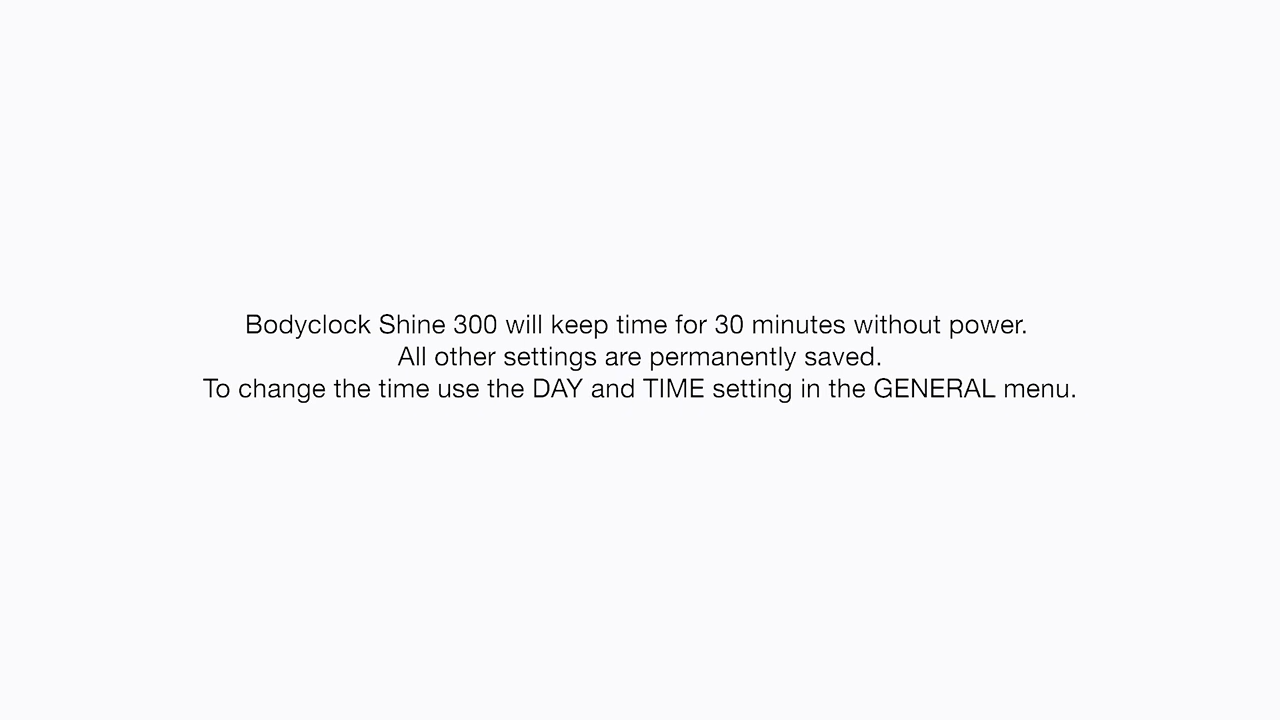 Bodyclock Shine 300 will keep time for 30 minutes without power.
All other settings are permanently saved.
To change the time use the DAY and TIME setting in the GENERAL menu.